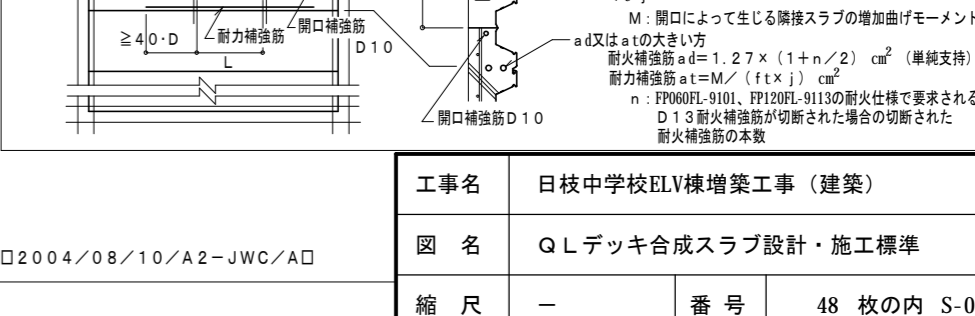 M：開口によって生じる隣接スラブの増加曲げモーメント
開口補強筋
D10
≧40・D
耐力補強筋
L
ad又はatの大きい方
耐火補強筋ad=1.27×（1+n／2） cm² （単純支持）
耐力補強筋at=M／（ft×j） cm²
n：FP060FL-9101、FP120FL-9113の耐火仕様で要求される
D13耐火補強筋が切断された場合の切断された
耐火補強筋の本数
開口補強筋D10
工事名 日枝中学校ELV棟増築工事（建築）
図 名 QLデッキ合成スラブ設計・施工標準
□2004／08／10／A2－JWC／A□
縮 尺 － 番 号 48 枚の内 S-0